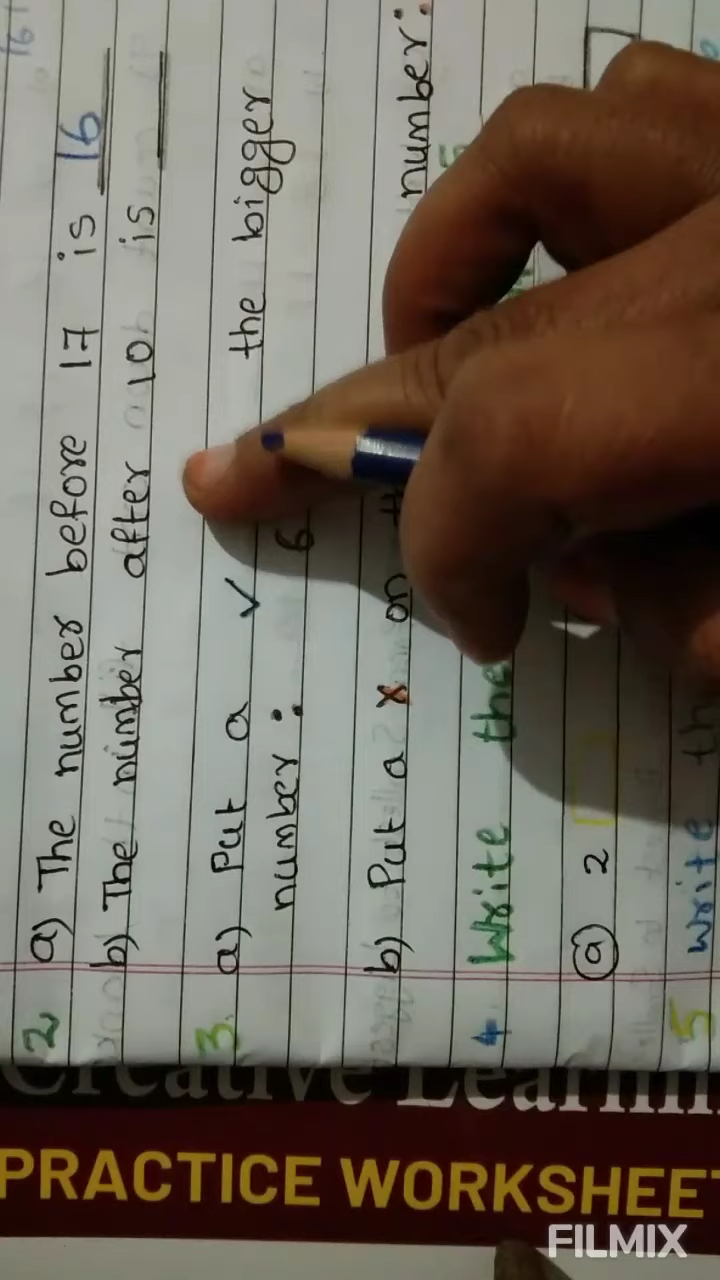 2 a) The number before 17 is 16
b) The number after 10 is
3. a) Put a ✓ the bigger
number: 6
b) Put a x on number:
4 Write the
(a) 2
5 write
Creative Learnin
PRACTICE WORKSHEET
FILMIX